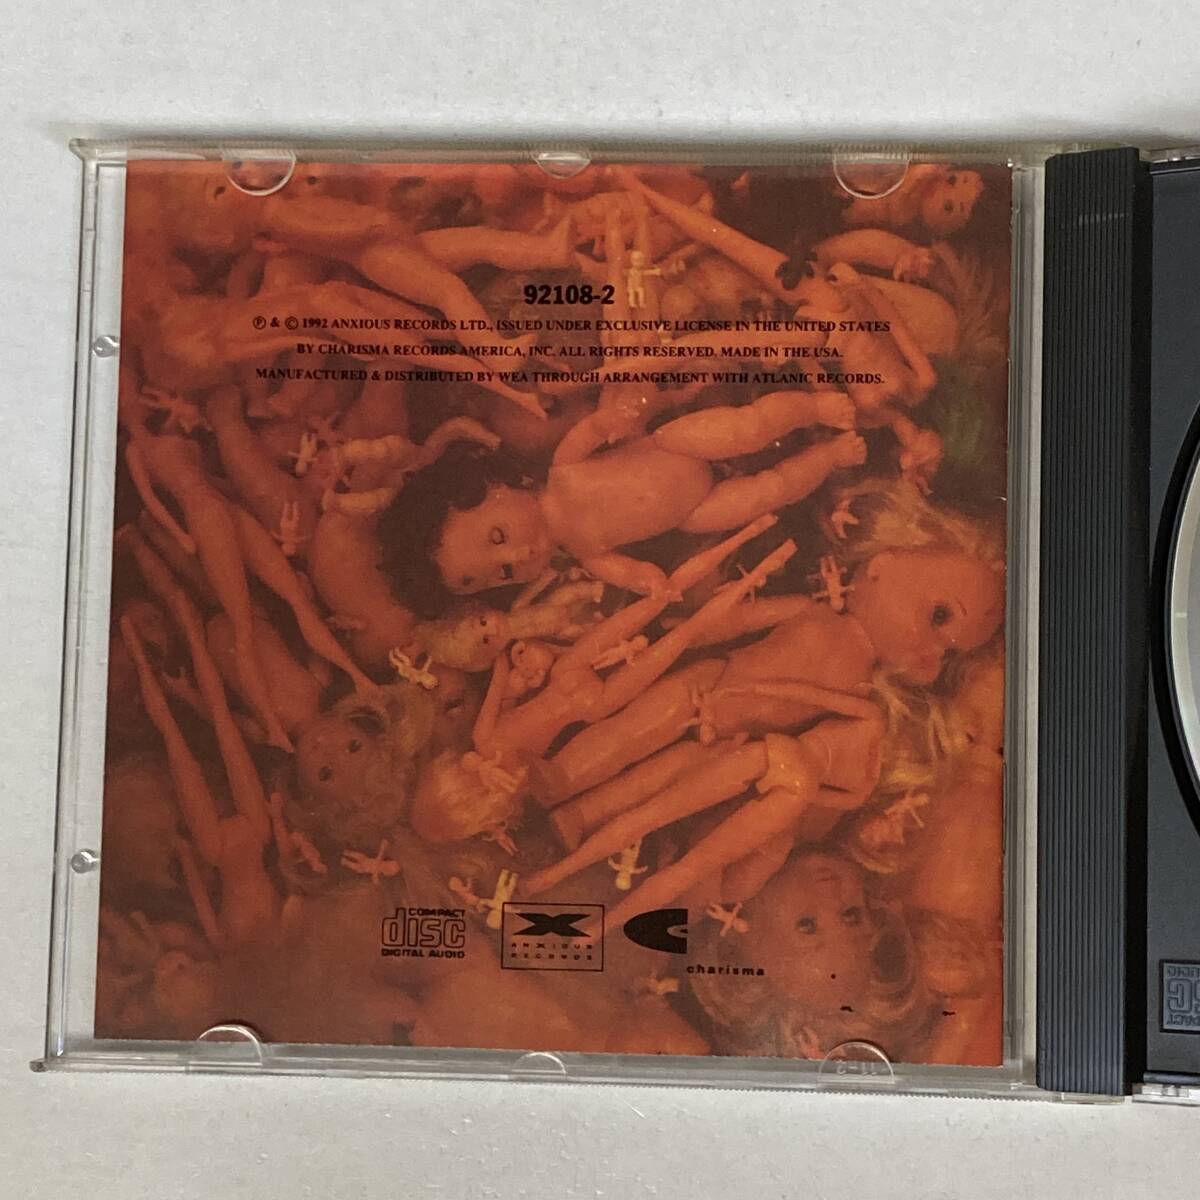 92108-2
Ⓟ & © 1992 ANXIOUS RECORDS LTD., ISSUED UNDER EXCLUSIVE LICENSE IN THE UNITED STATES
BY CHARISMA RECORDS AMERICA, INC. ALL RIGHTS RESERVED. MADE IN THE USA.
MANUFACTURED & DISTRIBUTED BY WEA THROUGH ARRANGEMENT WITH ATLANIC RECORDS.
COMPACT
disc
DIGITAL AUDIO
X
ANXIOUS
RECORDS
C
charisma
11-2